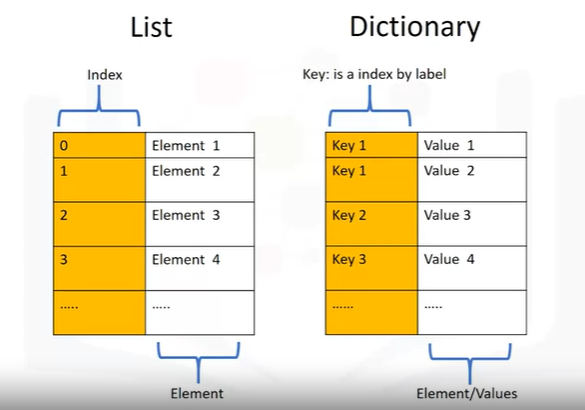 List
Dictionary
Index
Key: is a index by label
0 Element 1
1 Element 2
2 Element 3
3 Element 4
..... .....
Key 1 Value 1
Key 1 Value 2
Key 2 Value 3
Key 3 Value 4
...... .....
Element
Element/Values